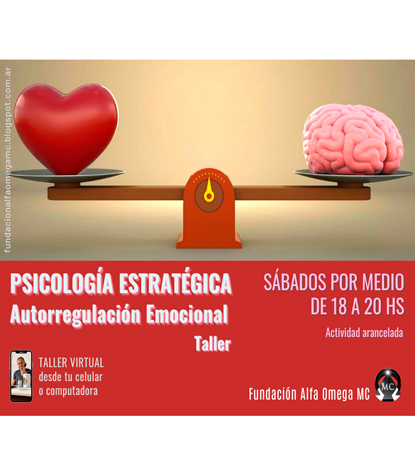 fundacionalfaomegamc.blogspot.com.ar
PSICOLOGÍA ESTRATÉGICA
Autorregulación Emocional
Taller
SÁBADOS POR MEDIO
DE 18 A 20 HS
Actividad arancelada
TALLER VIRTUAL
desde tu celular
o computadora
Fundación Alfa Omega MC
MC